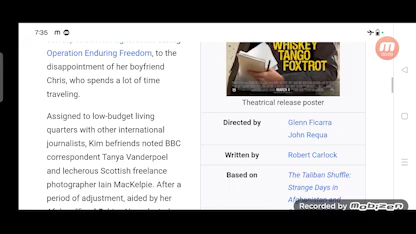 7:35
Operation Enduring Freedom, to the
disappointment of her boyfriend
Chris, who spends a lot of time
traveling.
Assigned to low-budget living
quarters with other international
journalists, Kim befriends noted BBC
correspondent Tanya Vanderpoel
and lecherous Scottish freelance
photographer Iain MacKelpie. After a
period of adjustment, aided by her
WHISKEY
TANGO
FOXTROT
Theatrical release poster
Directed by
Glenn Ficarra
John Requa
Written by
Robert Carlock
Based on
The Taliban Shuffle:
Strange Days in
Afghanistan and
Recorded by
MobiZen